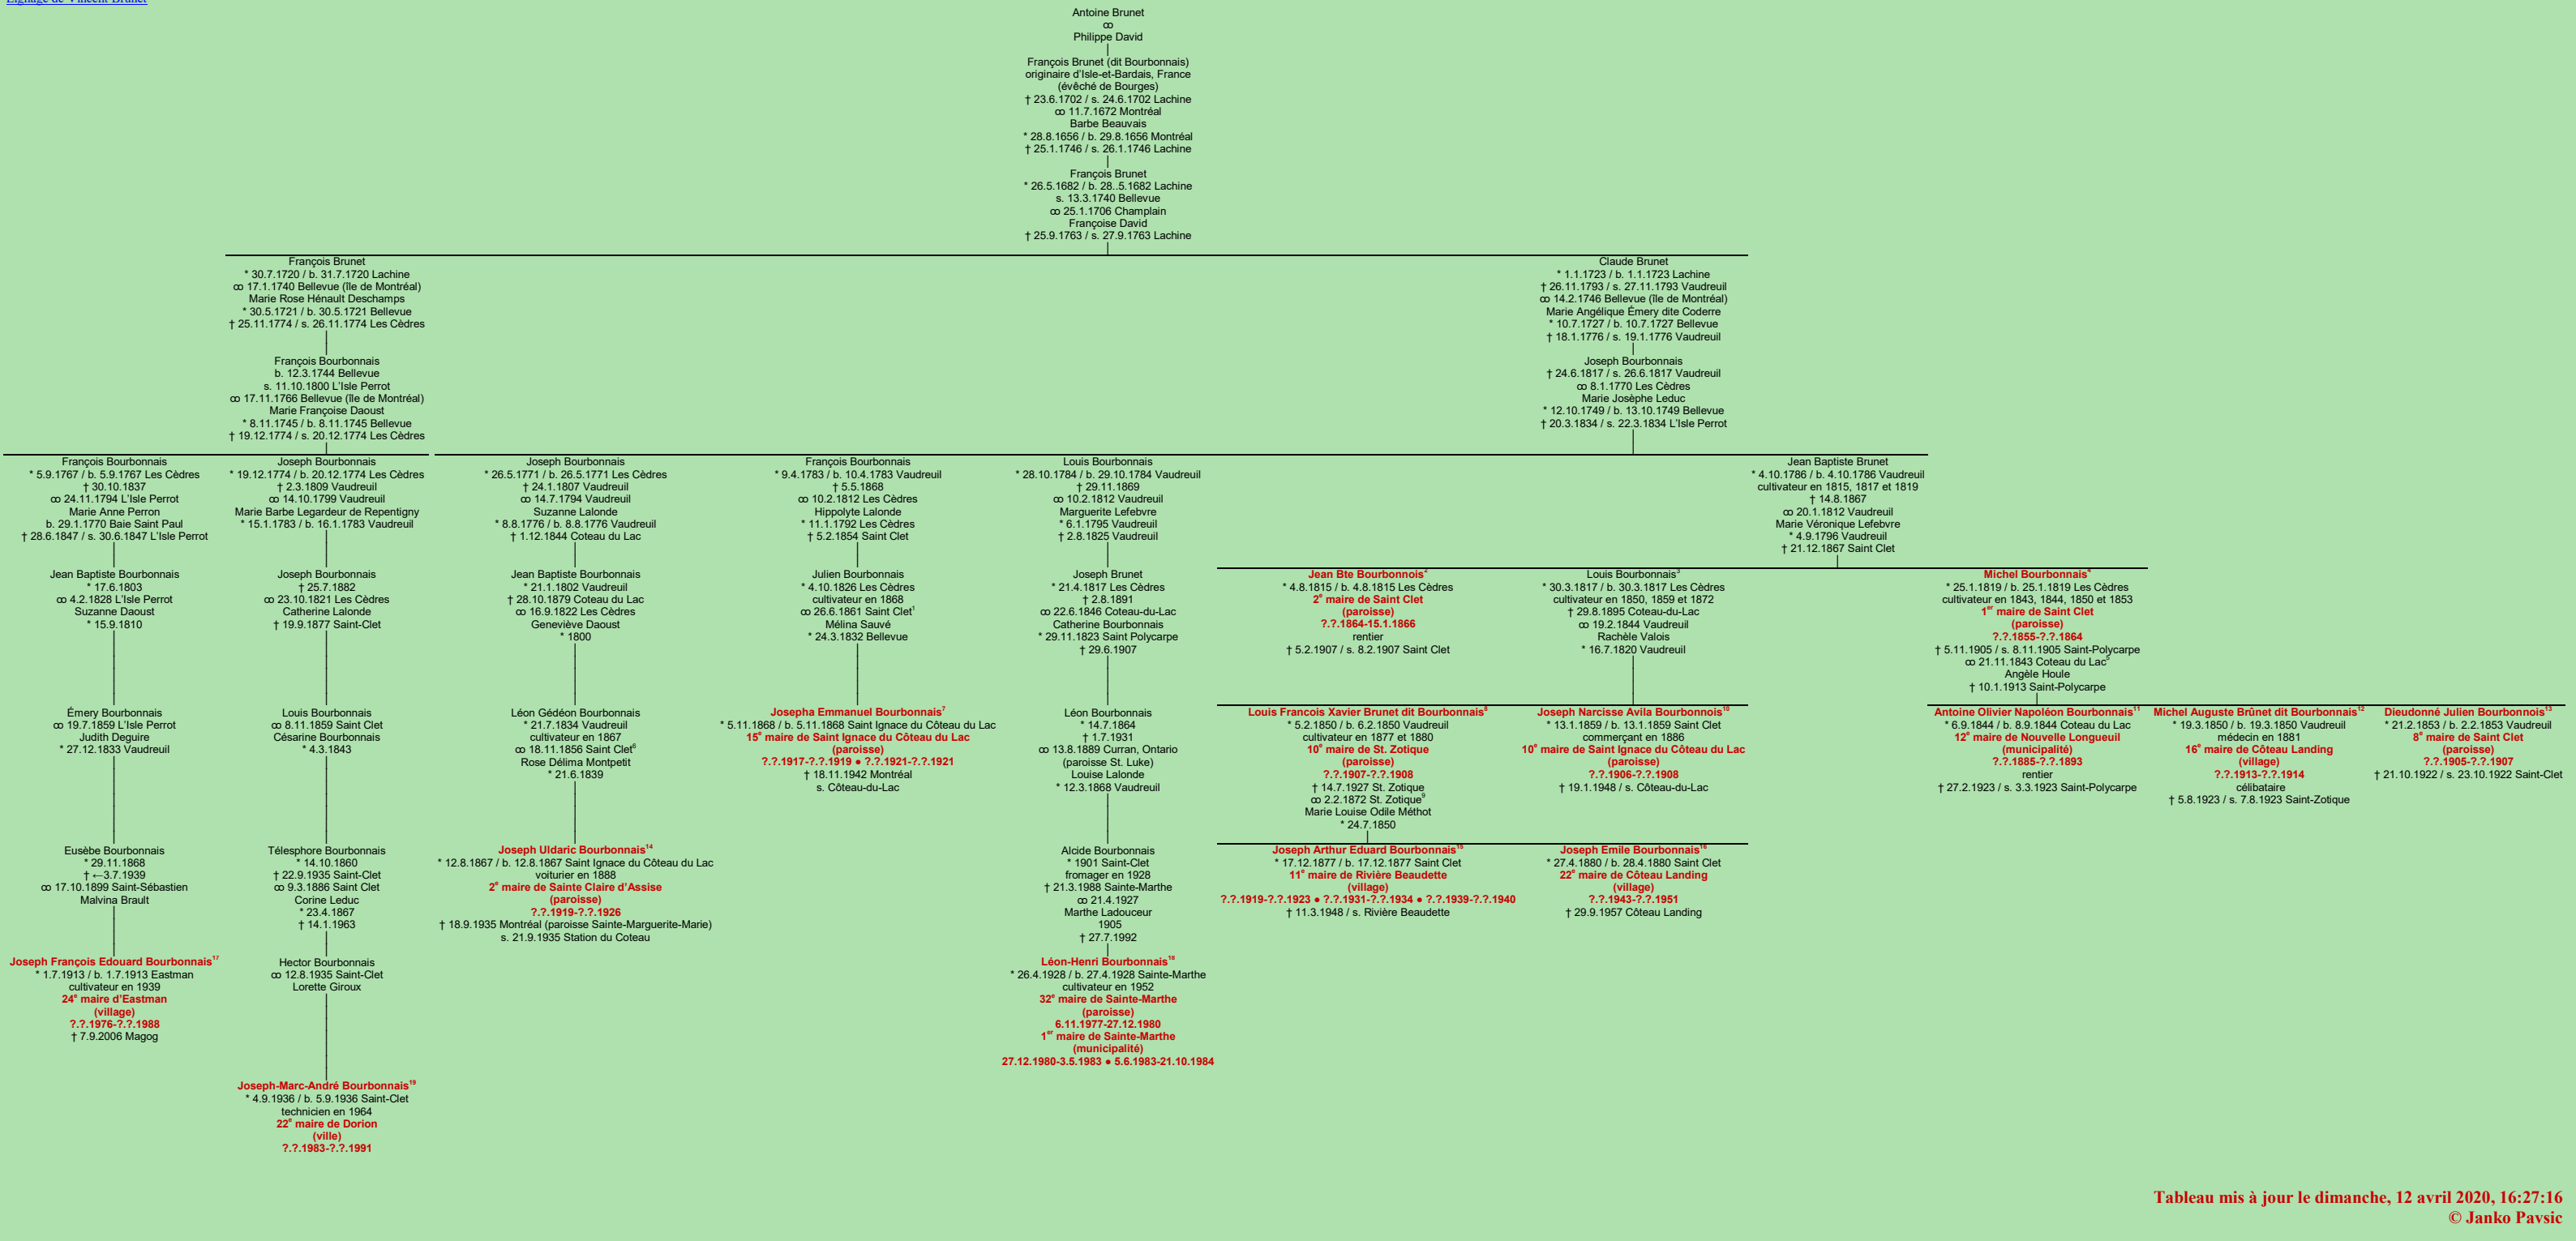 Lignage de Vincent Brunet
Antoine Brunet
∞
Philippe David
François Brunet (dit Bourbonnais)
originaire d'Isle-et-Bardais, France
(évêché de Bourges)
† 23.6.1702 / s. 24.6.1702 Lachine
∞ 11.7.1672 Montréal
Barbe Beauvais
* 28.8.1656 / b. 29.8.1656 Montréal
† 25.1.1746 / s. 26.1.1746 Lachine
François Brunet
* 26.5.1682 / b. 28..5.1682 Lachine
s. 13.3.1740 Bellevue
∞ 25.1.1706 Champlain
Françoise David
† 25.9.1763 / s. 27.9.1763 Lachine
François Brunet
* 30.7.1720 / b. 31.7.1720 Lachine
∞ 17.1.1740 Bellevue (île de Montréal)
Marie Rose Hénault Deschamps
* 30.5.1721 / b. 30.5.1721 Bellevue
† 25.11.1774 / s. 26.11.1774 Les Cèdres
Claude Brunet
* 1.1.1723 / b. 1.1.1723 Lachine
† 26.11.1793 / s. 27.11.1793 Vaudreuil
∞ 14.2.1746 Bellevue (île de Montréal)
Marie Angélique Émery dite Coderre
* 10.7.1727 / b. 10.7.1727 Bellevue
† 18.1.1776 / s. 19.1.1776 Vaudreuil
François Bourbonnais
b. 12.3.1744 Bellevue
s. 11.10.1800 L'Isle Perrot
∞ 17.11.1766 Bellevue (île de Montréal)
Marie Françoise Daoust
* 8.11.1745 / b. 8.11.1745 Bellevue
† 19.12.1774 / s. 20.12.1774 Les Cèdres
Joseph Bourbonnais
† 24.6.1817 / s. 26.6.1817 Vaudreuil
∞ 8.1.1770 Les Cèdres
Marie Josèphe Leduc
* 12.10.1749 / b. 13.10.1749 Bellevue
† 20.3.1834 / s. 22.3.1834 L'Isle Perrot
François Bourbonnais
* 5.9.1767 / b. 5.9.1767 Les Cèdres
† 30.10.1837
∞ 24.11.1794 L'Isle Perrot
Marie Anne Perron
b. 29.1.1770 Baie Saint Paul
† 28.6.1847 / s. 30.6.1847 L'Isle Perrot
Joseph Bourbonnais
* 19.12.1774 / b. 20.12.1774 Les Cèdres
† 2.3.1809 Vaudreuil
∞ 14.10.1799 Vaudreuil
Marie Barbe Legardeur de Repentigny
* 15.1.1783 / b. 16.1.1783 Vaudreuil
Joseph Bourbonnais
* 26.5.1771 / b. 26.5.1771 Les Cèdres
† 24.1.1807 Vaudreuil
∞ 14.7.1794 Vaudreuil
Suzanne Lalonde
* 8.8.1776 / b. 8.8.1776 Vaudreuil
† 1.12.1844 Coteau du Lac
François Bourbonnais
* 9.4.1783 / b. 10.4.1783 Vaudreuil
† 5.5.1868
∞ 10.2.1812 Les Cèdres
Hippolyte Lalonde
* 11.1.1792 Les Cèdres
† 5.2.1854 Saint Clet
Louis Bourbonnais
* 28.10.1784 / b. 29.10.1784 Vaudreuil
† 29.11.1869
∞ 10.2.1812 Vaudreuil
Marguerite Lefebvre
* 6.1.1795 Vaudreuil
† 2.8.1825 Vaudreuil
Jean Baptiste Brunet
* 4.10.1786 / b. 4.10.1786 Vaudreuil
cultivateur en 1815, 1817 et 1819
† 14.8.1867
∞ 20.1.1812 Vaudreuil
Marie Véronique Lefebvre
* 4.9.1796 Vaudreuil
† 21.12.1867 Saint Clet
Jean Baptiste Bourbonnais
* 17.6.1803
∞ 4.2.1828 L'Isle Perrot
Suzanne Daoust
* 15.9.1810
Joseph Bourbonnais
† 25.7.1882
∞ 23.10.1821 Les Cèdres
Catherine Lalonde
† 19.9.1877 Saint-Clet
Jean Baptiste Bourbonnais
* 21.1.1802 Vaudreuil
† 28.10.1879 Coteau du Lac
∞ 16.9.1822 Les Cèdres
Geneviève Daoust
* 1800
Julien Bourbonnais
* 4.10.1826 Les Cèdres
cultivateur en 1868
∞ 26.6.1861 Saint Clet¹
Mélina Sauvé
* 24.3.1832 Bellevue
Joseph Brunet
* 21.4.1817 Les Cèdres
† 2.8.1891
∞ 22.6.1846 Coteau-du-Lac
Catherine Bourbonnais
* 29.11.1823 Saint Polycarpe
† 29.6.1907
Jean Bte Bourbonnois²
* 4.8.1815 / b. 4.8.1815 Les Cèdres
2e maire de Saint Clet
(paroisse)
?.?.1864-15.1.1866
rentier
† 5.2.1907 / s. 8.2.1907 Saint Clet
Louis Bourbonnais³
* 30.3.1817 / b. 30.3.1817 Les Cèdres
cultivateur en 1850, 1859 et 1872
† 29.8.1895 Coteau-du-Lac
∞ 19.2.1844 Vaudreuil
Rachèle Valois
* 16.7.1820 Vaudreuil
Michel Bourbonnais⁴
* 25.1.1819 / b. 25.1.1819 Les Cèdres
cultivateur en 1843, 1844, 1850 et 1853
1er maire de Saint Clet
(paroisse)
?.?.1855-?.?.1864
† 5.11.1905 / s. 8.11.1905 Saint-Polycarpe
∞ 21.11.1843 Coteau du Lac⁵
Angèle Houle
† 10.1.1913 Saint-Polycarpe
Émery Bourbonnais
∞ 19.7.1859 L'Isle Perrot
Judith Deguire
* 27.12.1833 Vaudreuil
Louis Bourbonnais
∞ 8.11.1859 Saint Clet
Césarine Bourbonnais
* 4.3.1843
Léon Gédéon Bourbonnais
* 21.7.1834 Vaudreuil
cultivateur en 1867
∞ 18.11.1856 Saint Clet⁶
Rose Délima Montpetit
* 21.6.1839
Josepha Emmanuel Bourbonnais⁷
* 5.11.1868 / b. 5.11.1868 Saint Ignace du Côteau du Lac
15e maire de Saint Ignace du Côteau du Lac
(paroisse)
?.?.1917-?.?.1919 ● ?.?.1921-?.?.1921
† 18.11.1942 Montréal
s. Côteau-du-Lac
Léon Bourbonnais
* 14.7.1864
† 1.7.1931
∞ 13.8.1889 Curran, Ontario
(paroisse St. Luke)
Louise Lalonde
* 12.3.1868 Vaudreuil
Louis Francois Xavier Brunet dit Bourbonnais⁸
* 5.2.1850 / b. 6.2.1850 Vaudreuil
cultivateur en 1877 et 1880
10e maire de St. Zotique
(paroisse)
?.?.1907-?.?.1908
† 14.7.1927 St. Zotique
∞ 2.2.1872 St. Zotique⁹
Marie Louise Odile Méthot
* 24.7.1850
Joseph Narcisse Avila Bourbonnais¹⁰
* 13.1.1859 / b. 13.1.1859 Saint Clet
commerçant en 1886
10e maire de Saint Ignace du Côteau du Lac
(paroisse)
?.?.1906-?.?.1908
† 19.1.1948 / s. Côteau-du-Lac
Antoine Olivier Napoléon Bourbonnais¹¹
* 6.9.1844 / b. 8.9.1844 Coteau du Lac
12e maire de Nouvelle Longueuil
(municipalité)
?.?.1885-?.?.1893
rentier
† 27.2.1923 / s. 3.3.1923 Saint-Polycarpe
Michel Auguste Brûnet dit Bourbonnais¹²
* 19.3.1850 / b. 19.3.1850 Vaudreuil
médecin en 1881
16e maire de Côteau Landing
(village)
?.?.1913-?.?.1914
célibataire
† 5.8.1923 / s. 7.8.1923 Saint-Zotique
Dieudonné Julien Bourbonnois¹³
* 21.2.1853 / b. 2.2.1853 Vaudreuil
8e maire de Saint Clet
(paroisse)
?.?.1905-?.?.1907
† 21.10.1922 / s. 23.10.1922 Saint-Clet
Eusèbe Bourbonnais
* 29.11.1868
† ←3.7.1939
∞ 17.10.1899 Saint-Sébastien
Malvina Brault
Télesphore Bourbonnais
* 14.10.1860
† 22.9.1935 Saint-Clet
∞ 9.3.1886 Saint Clet
Corine Leduc
* 23.4.1867
† 14.1.1963
Joseph Uldaric Bourbonnais¹⁴
* 12.8.1867 / b. 12.8.1867 Saint Ignace du Côteau du Lac
voiturier en 1888
2e maire de Sainte Claire d'Assise
(paroisse)
?.?.1919-?.?.1926
† 18.9.1935 Montréal (paroisse Sainte-Marguerite-Marie)
s. 21.9.1935 Station du Coteau
Alcide Bourbonnais
* 1901 Saint-Clet
fromager en 1928
† 21.3.1988 Sainte-Marthe
∞ 21.4.1927
Marthe Ladouceur
1905
† 27.7.1992
Joseph Arthur Eduard Bourbonnais¹⁵
* 17.12.1877 / b. 17.12.1877 Saint Clet
11e maire de Rivière Beaudette
(village)
?.?.1919-?.?.1923 ● ?.?.1931-?.?.1934 ● ?.?.1939-?.?.1940
† 11.3.1948 / s. Rivière Beaudette
Joseph Emile Bourbonnais¹⁶
* 27.4.1880 / b. 28.4.1880 Saint Clet
22e maire de Côteau Landing
(village)
?.?.1943-?.?.1951
† 29.9.1957 Côteau Landing
Joseph François Edouard Bourbonnais¹⁷
* 1.7.1913 / b. 1.7.1913 Eastman
cultivateur en 1939
24e maire d'Eastman
(village)
?.?.1976-?.?.1988
† 7.9.2006 Magog
Hector Bourbonnais
∞ 12.8.1935 Saint-Clet
Lorette Giroux
Léon-Henri Bourbonnais¹⁸
* 26.4.1928 / b. 27.4.1928 Sainte-Marthe
cultivateur en 1952
32e maire de Sainte-Marthe
(paroisse)
6.11.1977-27.12.1980
1er maire de Sainte-Marthe
(municipalité)
27.12.1980-3.5.1983 ● 5.6.1983-21.10.1984
Joseph-Marc-André Bourbonnais¹⁹
* 4.9.1936 / b. 5.9.1936 Saint-Clet
technicien en 1964
22e maire de Dorion
(ville)
?.?.1983-?.?.1991
Tableau mis à jour le dimanche, 12 avril 2020, 16:27:16
© Janko Pavsic